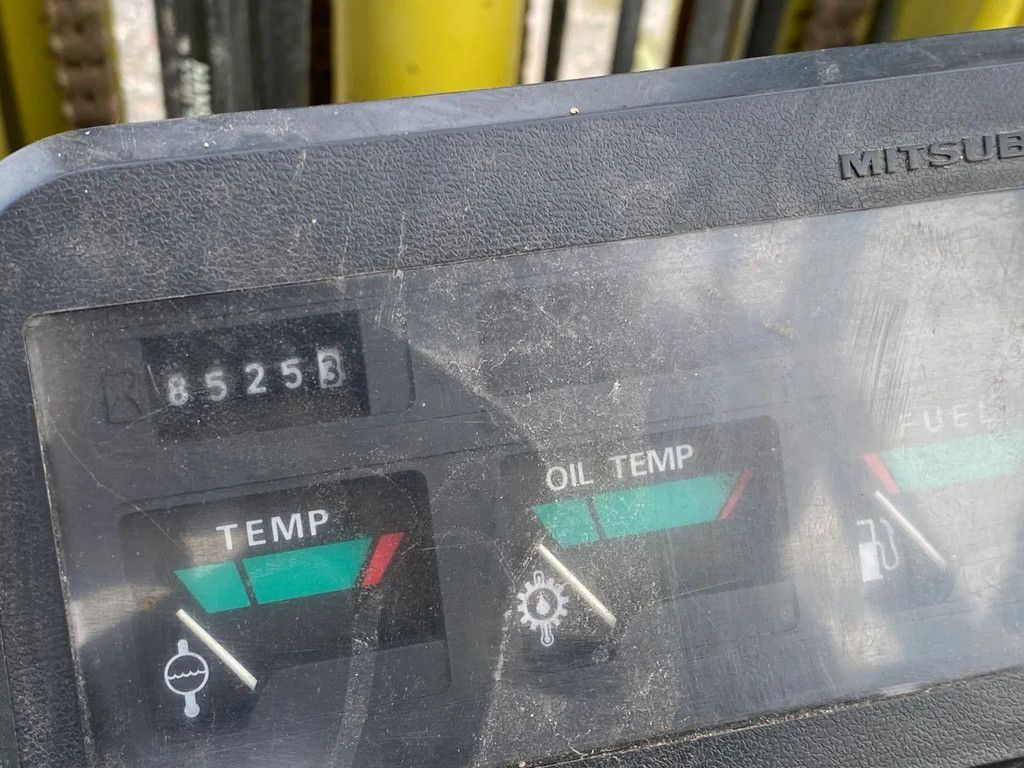 MITSUB
85253
FUEL
OIL TEMP
TEMP